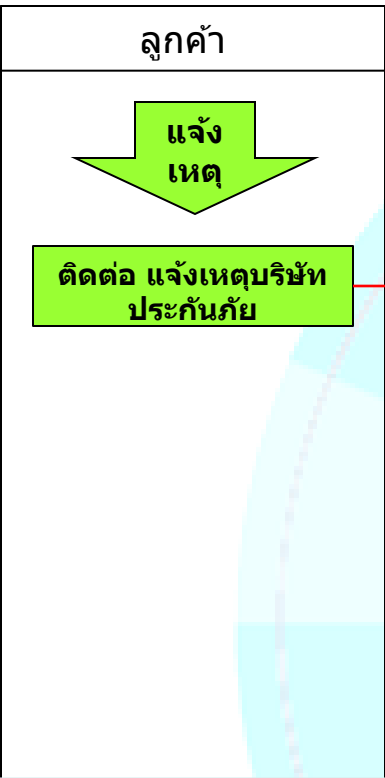 ลูกค้า
แจ้ง
เหตุ
ติดต่อ แจ้งเหตุบริษัท
ประกันภัย